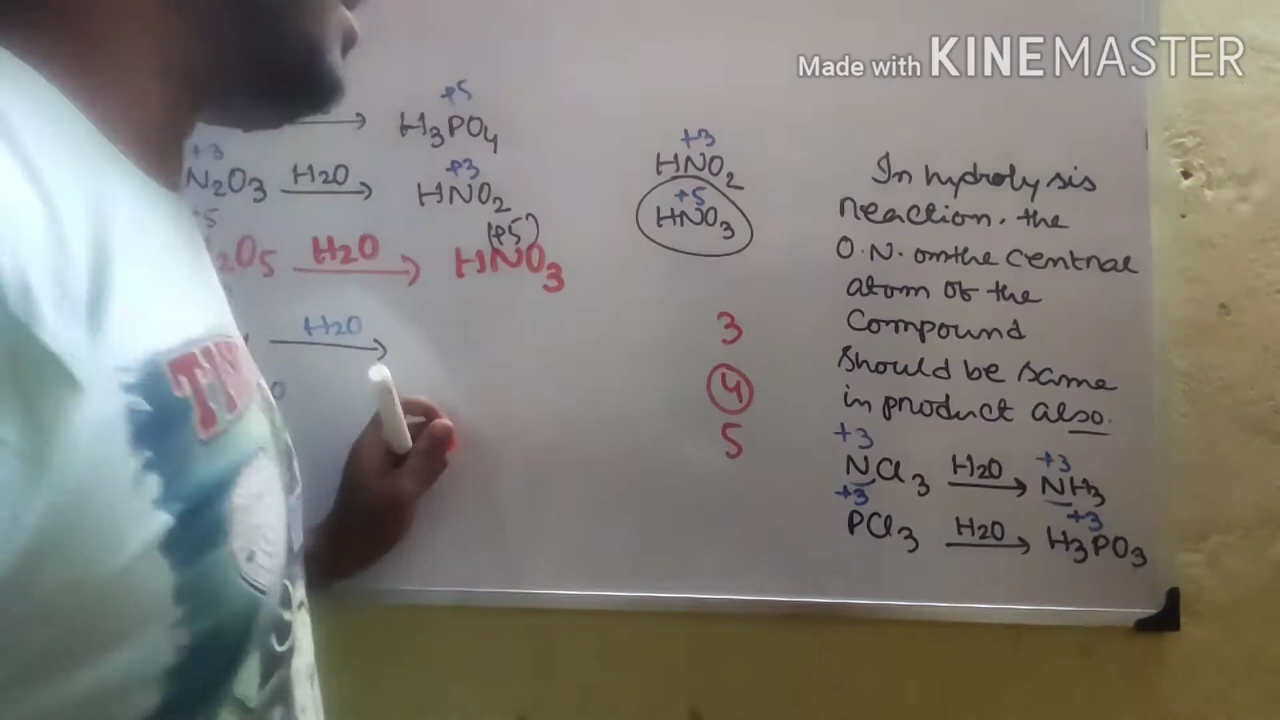 Made with KINEMASTER
+5
H3PO4
+3 +3
N2O3 H2O HNO2
+5 (+5)
2O5 H2O HNO3
H2O
+3
HNO2
+5
HNO3
3
4
5
In hydrolysis
reaction. the
O.N. on the central
atom of the
Compound
should be same
in product also.
+3 +3
NCl3 H2O NH3
+3 +3
PCl3 H2O H3PO3